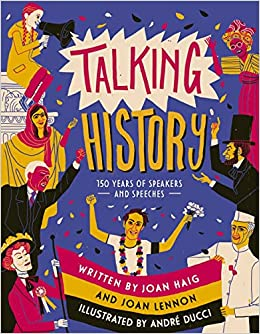 TALKING
HISTORY
150 YEARS OF SPEAKERS
AND SPEECHES
WRITTEN BY JOAN HAIG
AND JOAN LENNON
ILLUSTRATED BY ANDRÉ DUCCI